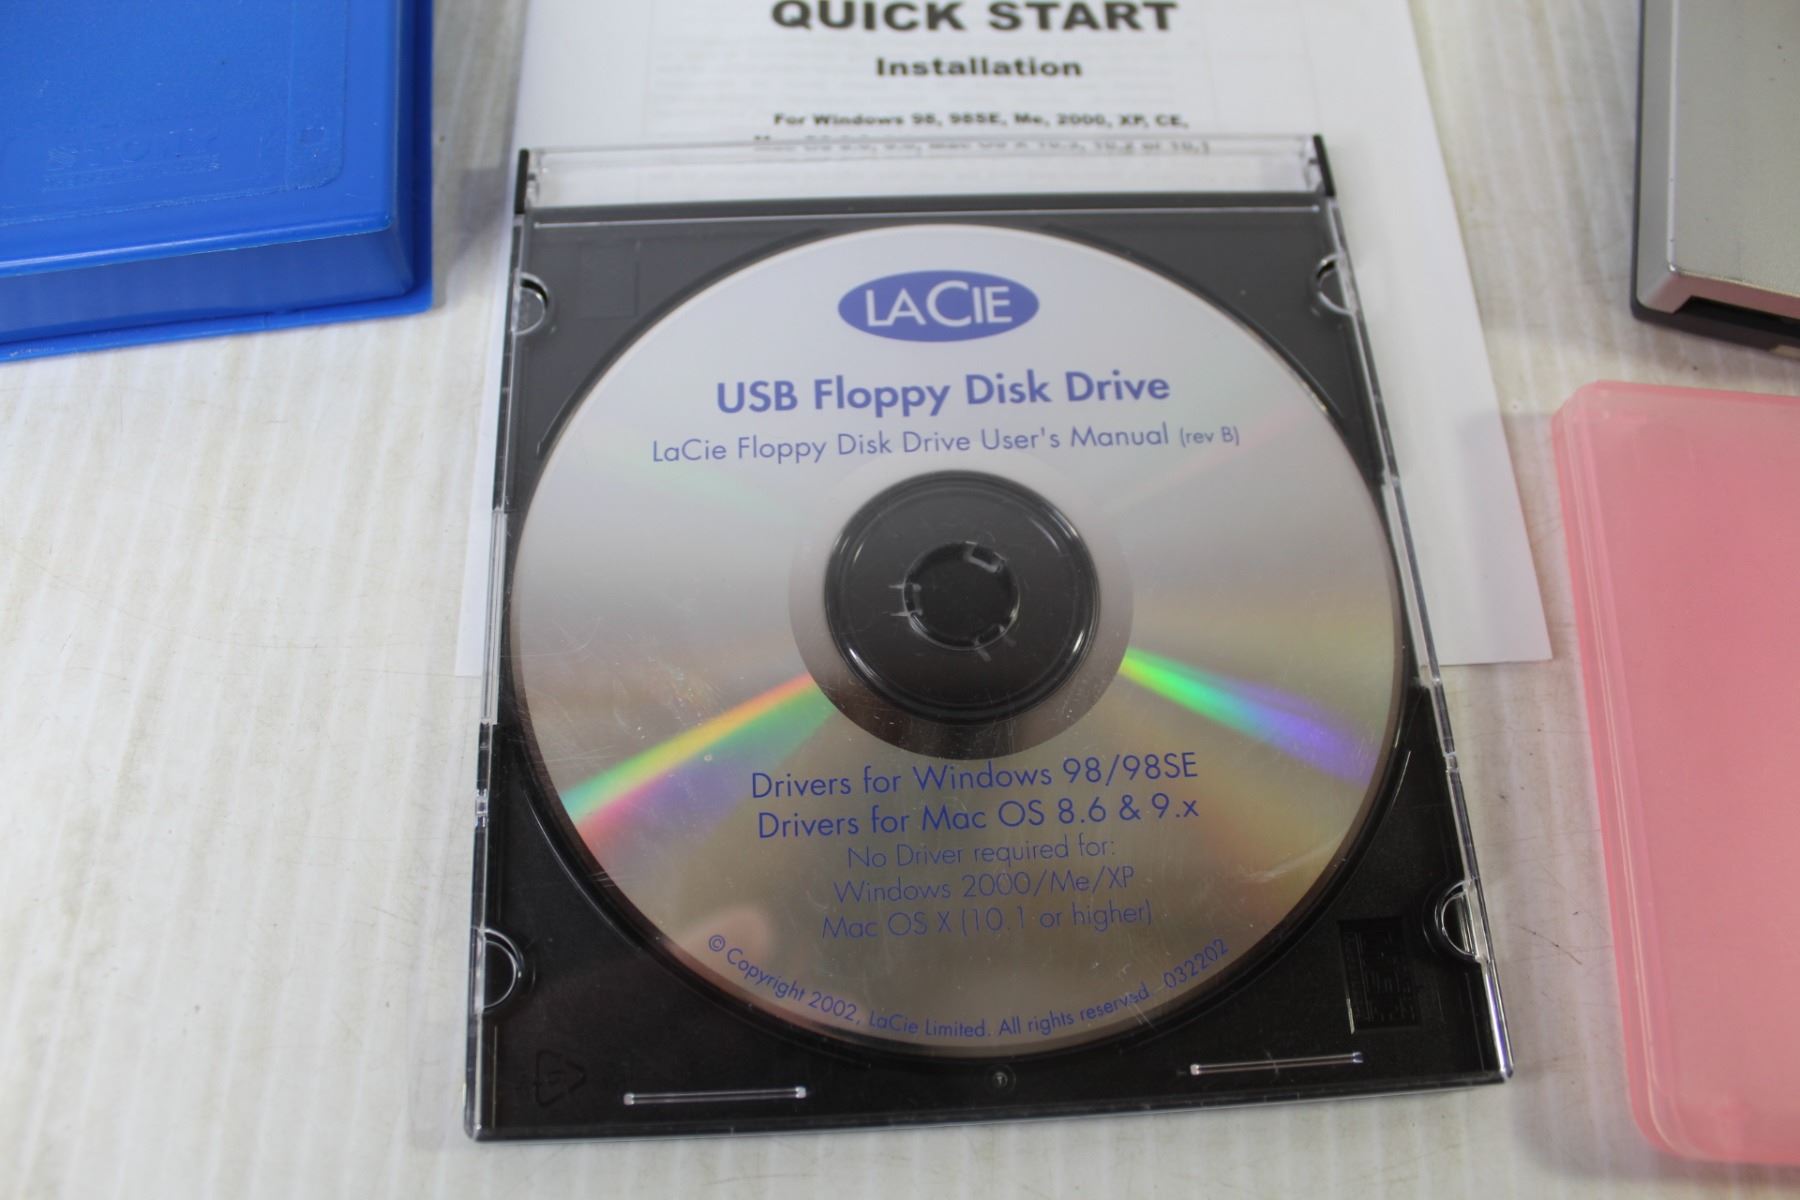 QUICK START
Installation
For Windows 98, 98SE, Me, 2000, XP, CE,
LACIE
USB Floppy Disk Drive
LaCie Floppy Disk Drive User's Manual (rev B)
Drivers for Windows 98/98SE
Drivers for Mac OS 8.6 & 9.x
No Driver required for:
Windows 2000/Me/XP
Mac OS X (10.1 or higher)
© Copyright 2002, LaCie Limited. All rights reserved. 032202